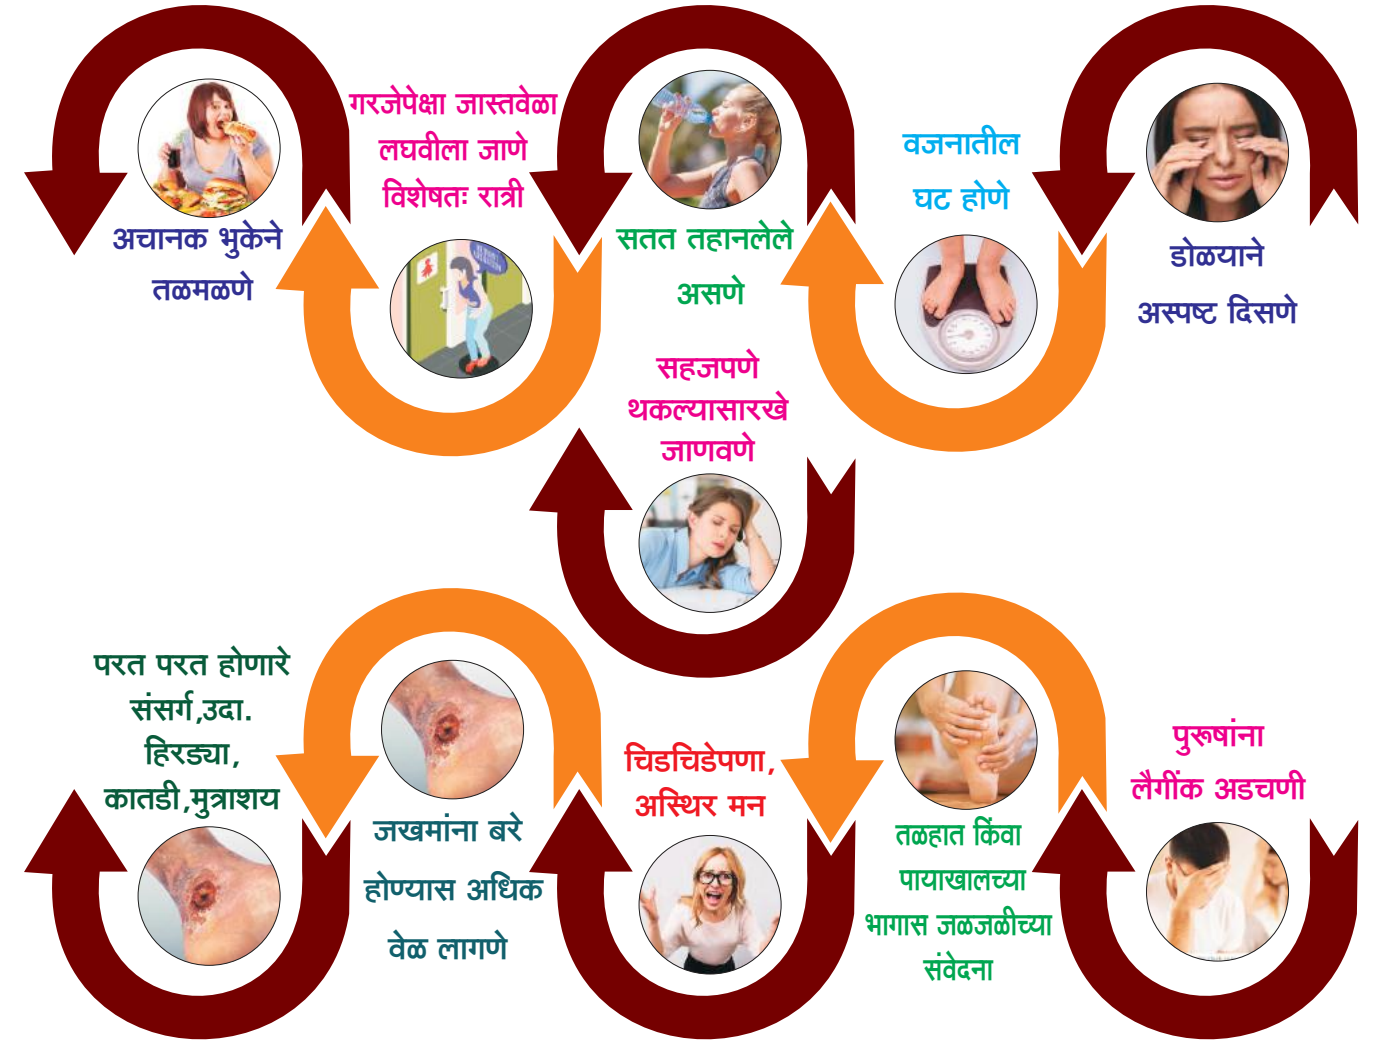 अचानक भुकेने
तळमळणे
गरजेपेक्षा जास्तवेळा
लघवीला जाणे
विशेषतः रात्री
सतत तहानलेले
असणे
वजनातील
घट होणे
डोळयाने
अस्पष्ट दिसणे
सहजपणे
थकल्यासारखे
जाणवणे
परत परत होणारे
संसर्ग,उदा.
हिरड्या,
कातडी,मुत्राशय
जखमांना बरे
होण्यास अधिक
वेळ लागणे
चिडचिडेपणा,
अस्थिर मन
तळहात किंवा
पायाखालच्या
भागास जळजळीच्या
संवेदना
पुरूषांना
लैगींक अडचणी